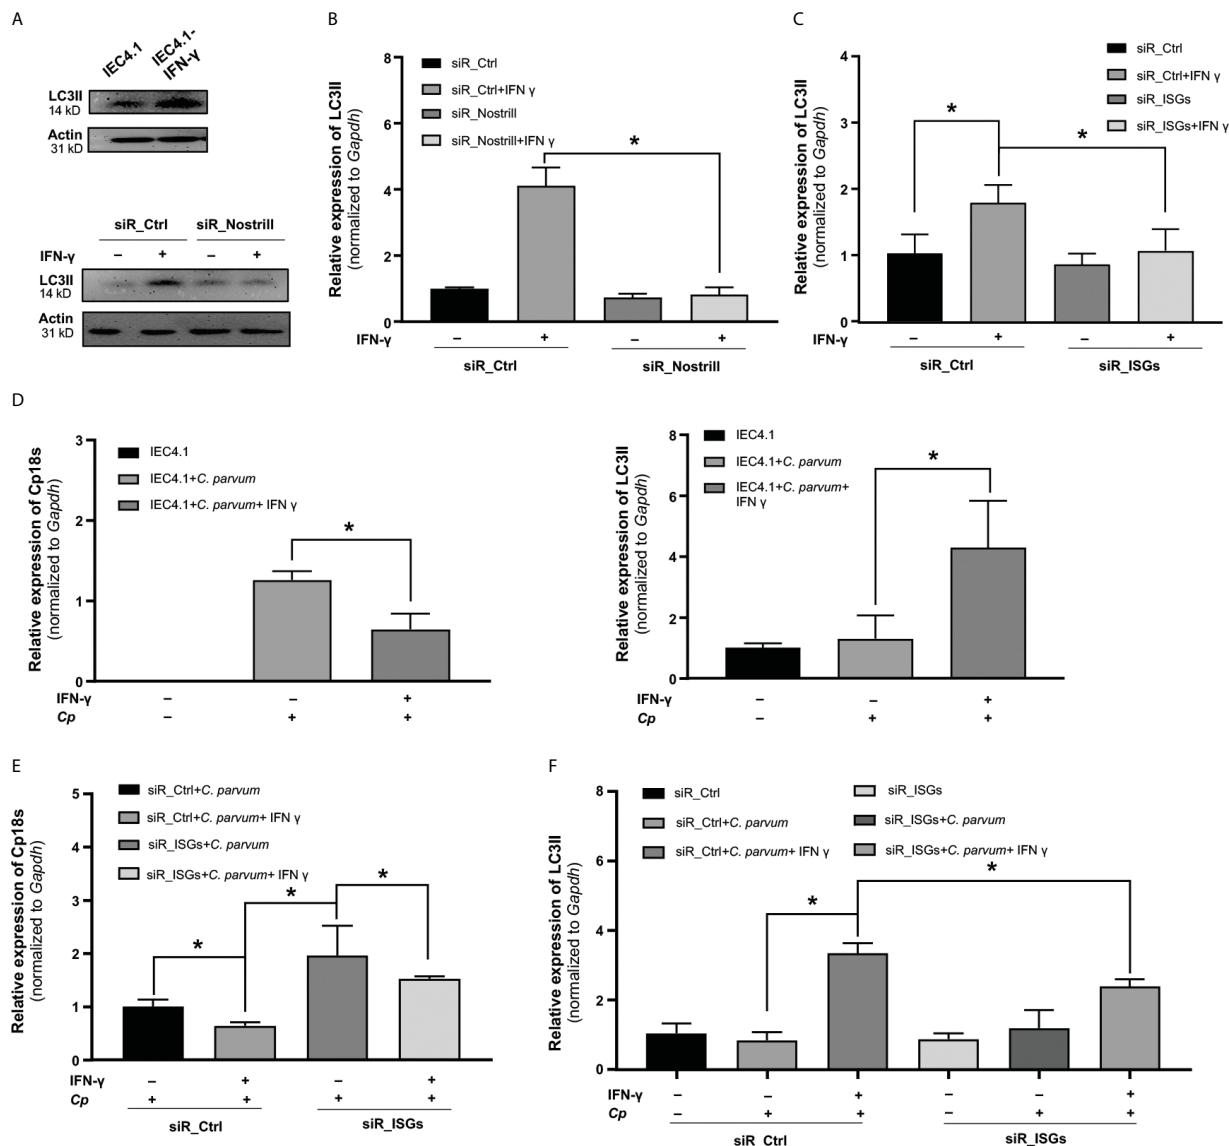 A
IEC4.1
IEC4.1-
IFN-γ
LC3II
14 kD
Actin
31 kD
siR_Ctrl siR_Nostrill
IFN-γ – + – +
LC3II
14 kD
Actin
31 kD
B
Relative expression of LC3II
(normalized to Gapdh)
8
6
4
2
0
siR_Ctrl
siR_Ctrl+IFN γ
siR_Nostrill
siR_Nostrill+IFN γ
*
IFN-γ – + – +
siR_Ctrl siR_Nostrill
C
Relative expression of LC3II
(normalized to Gapdh)
4
3
2
1
0
siR_Ctrl
siR_Ctrl+IFN γ
siR_ISGs
siR_ISGs+IFN γ
* *
IFN-γ – + – +
siR_Ctrl siR_ISGs
D
Relative expression of Cp18s
(normalized to Gapdh)
3
2
1
0
IEC4.1
IEC4.1+C. parvum
IEC4.1+C. parvum+ IFN γ
*
IFN-γ – – +
Cp – + +
Relative expression of LC3II
(normalized to Gapdh)
8
6
4
2
0
IEC4.1
IEC4.1+C. parvum
IEC4.1+C. parvum+
IFN γ
*
IFN-γ – – +
Cp – + +
E
Relative expression of Cp18s
(normalized to Gapdh)
5
4
3
2
1
0
siR_Ctrl+C. parvum
siR_Ctrl+C. parvum+ IFN γ
siR_ISGs+C. parvum
siR_ISGs+C. parvum+ IFN γ
* * *
IFN-γ – + – +
Cp + + + +
siR_Ctrl siR_ISGs
F
Relative expression of LC3II
(normalized to Gapdh)
8
6
4
2
0
siR_Ctrl
siR_Ctrl+C. parvum
siR_Ctrl+C. parvum+ IFN γ
siR_ISGs
siR_ISGs+C. parvum
siR_ISGs+C. parvum+ IFN γ
* *
IFN-γ – – + – – +
Cp – + + – + +
siR_Ctrl siR_ISGs